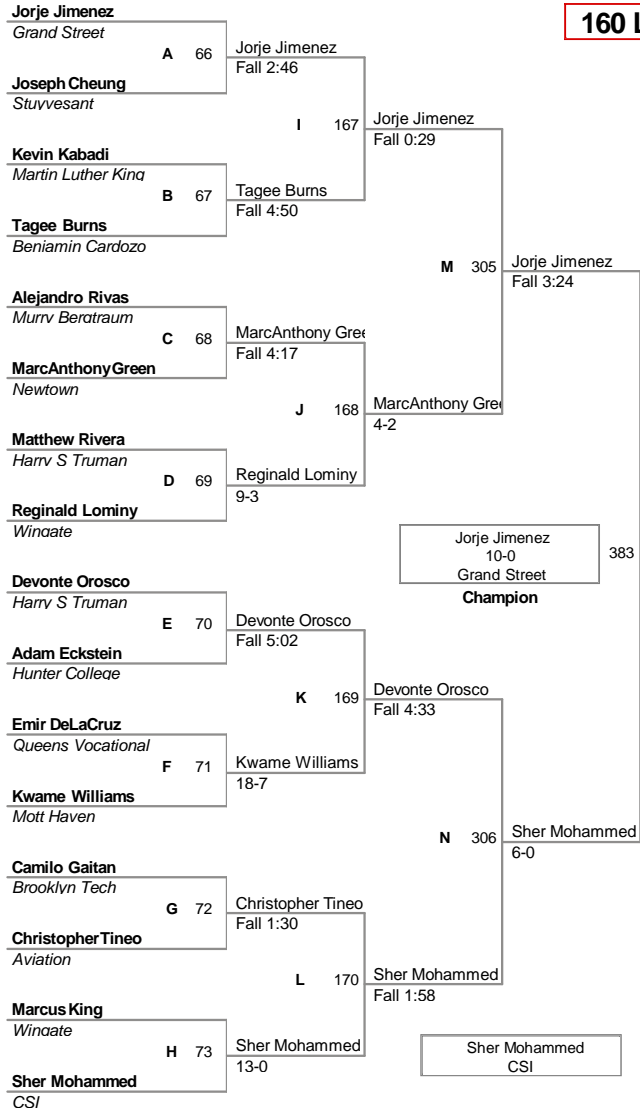 Jorje Jimenez
Grand Street
160 L
A 66
Jorje Jimenez
Fall 2:46
Joseph Cheung
Stuyvesant
I 167
Jorje Jimenez
Fall 0:29
Kevin Kabadi
Martin Luther King
B 67
Tagee Burns
Fall 4:50
Tagee Burns
Benjamin Cardozo
M 305
Jorje Jimenez
Fall 3:24
Alejandro Rivas
Murry Bergtraum
C 68
MarcAnthony Gree
Fall 4:17
MarcAnthonyGreen
Newtown
J 168
MarcAnthony Gree
4-2
Matthew Rivera
Harry S Truman
D 69
Reginald Lominy
9-3
Reginald Lominy
Wingate
Jorje Jimenez
10-0
Grand Street
383
Champion
Devonte Orosco
Harry S Truman
E 70
Devonte Orosco
Fall 5:02
Adam Eckstein
Hunter College
K 169
Devonte Orosco
Fall 4:33
Emir DeLaCruz
Queens Vocational
F 71
Kwame Williams
18-7
Kwame Williams
Mott Haven
N 306
Sher Mohammed
6-0
Camilo Gaitan
Brooklyn Tech
G 72
Christopher Tineo
Fall 1:30
ChristopherTineo
Aviation
L 170
Sher Mohammed
Fall 1:58
Marcus King
Wingate
H 73
Sher Mohammed
13-0
Sher Mohammed
CSI
Sher Mohammed
CSI